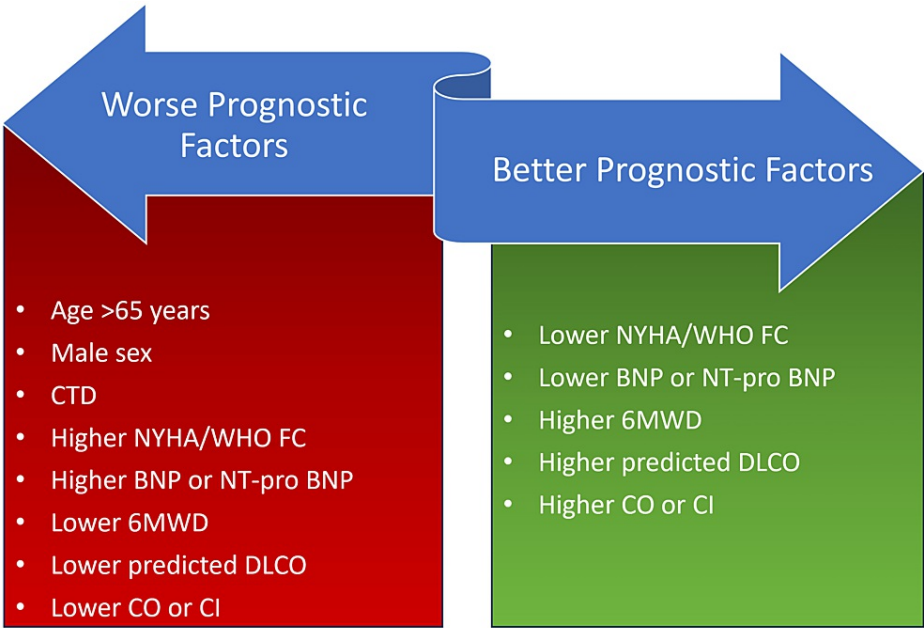 Worse Prognostic
Factors
Better Prognostic Factors
• Age >65 years
• Male sex
• CTD
• Higher NYHA/WHO FC
• Higher BNP or NT-pro BNP
• Lower 6MWD
• Lower predicted DLCO
• Lower CO or CI
• Lower NYHA/WHO FC
• Lower BNP or NT-pro BNP
• Higher 6MWD
• Higher predicted DLCO
• Higher CO or CI